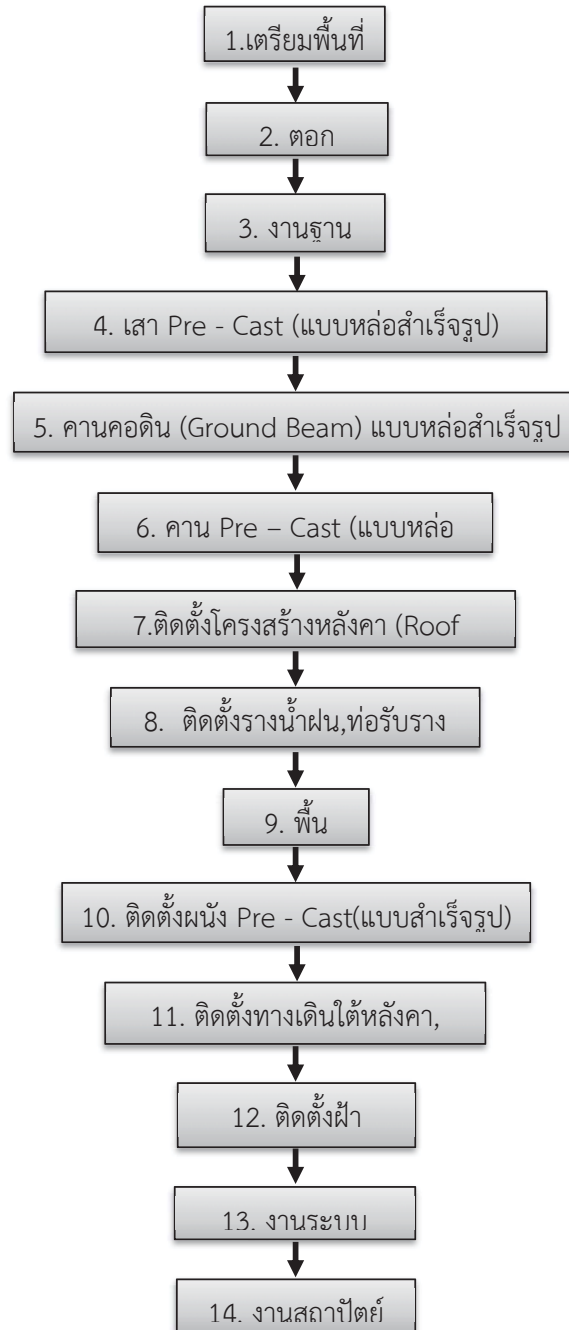 1.เตรียมพื้นที่
2. ตอก
3. งานฐาน
4. เสา Pre - Cast (แบบหล่อสำเร็จรูป)
5. คานคอดิน (Ground Beam) แบบหล่อสำเร็จรูป
6. คาน Pre – Cast (แบบหล่อ
7.ติดตั้งโครงสร้างหลังคา (Roof
8. ติดตั้งรางน้ำฝน,ท่อรับราง
9. พื้น
10. ติดตั้งผนัง Pre - Cast(แบบสำเร็จรูป)
11. ติดตั้งทางเดินใต้หลังคา,
12. ติดตั้งฝ้า
13. งานระบบ
14. งานสถาปัตย์